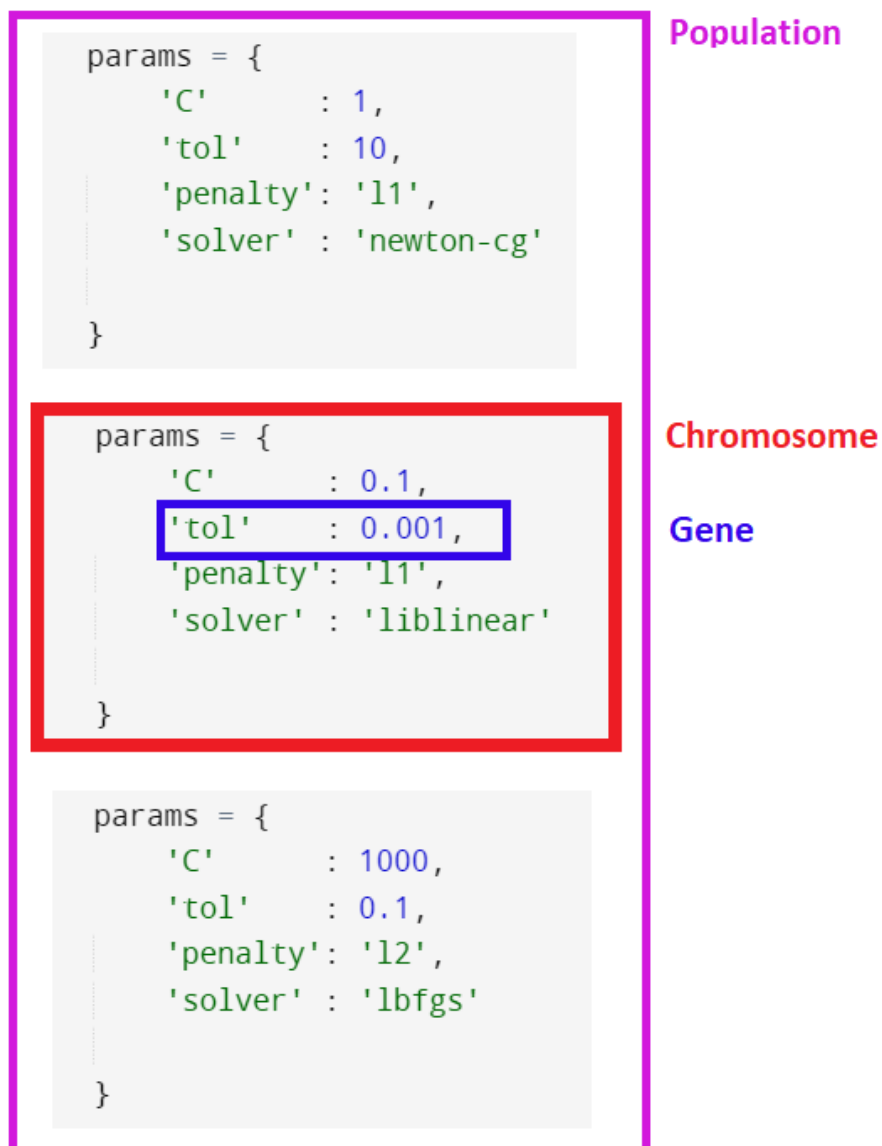 Population
params = {
'C' : 1,
'tol' : 10,
'penalty': 'l1',
'solver' : 'newton-cg'
}
Chromosome
params = {
'C' : 0.1,
Gene
'tol' : 0.001,
'penalty': 'l1',
'solver' : 'liblinear'
}
params = {
'C' : 1000,
'tol' : 0.1,
'penalty': 'l2',
'solver' : 'lbfgs'
}